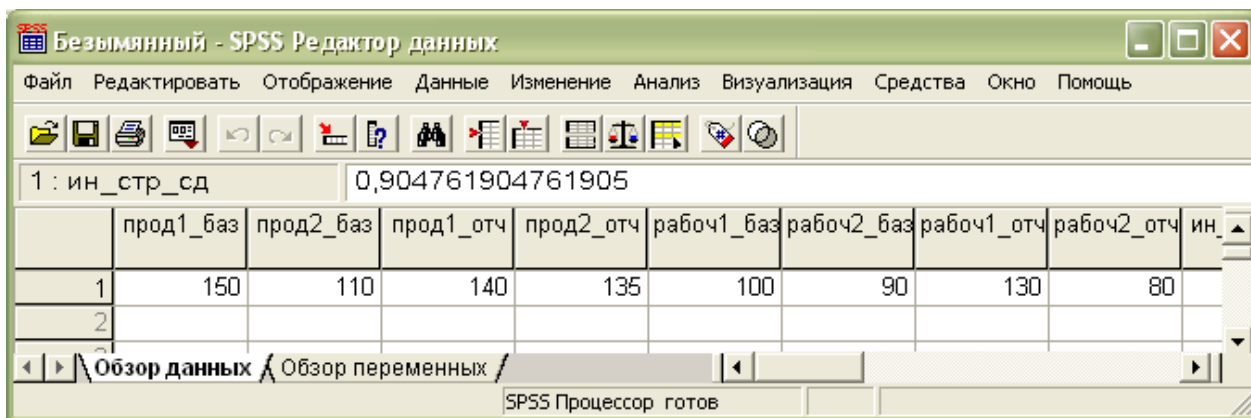 SPSS
Безымянный - SPSS Редактор данных
Файл Редактировать Отображение Данные Изменение Анализ Визуализация Средства Окно Помощь
1 : ин_стр_сд 0,904761904761905
прод1_баз прод2_баз прод1_отч прод2_отч рабоч1_баз рабоч2_баз рабоч1_отч рабоч2_отч ин_
1 150 110 140 135 100 90 130 80
2
Обзор данных Обзор переменных
SPSS Процессор готов